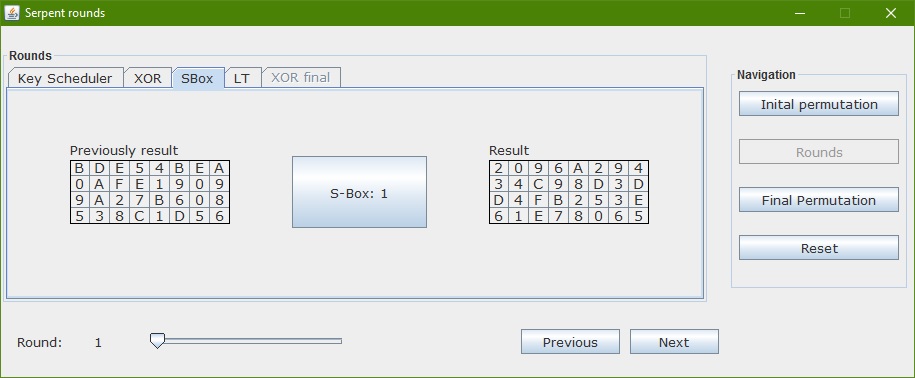 Serpent rounds
Rounds
Key Scheduler XOR SBox LT XOR final
Previously result
B D E 5 4 B E A
0 A F E 1 9 0 9
9 A 2 7 B 6 0 8
5 3 8 C 1 D 5 6
S-Box: 1
Result
2 0 9 6 A 2 9 4
3 4 C 9 8 D 3 D
D 4 F B 2 5 3 E
6 1 E 7 8 0 6 5
Navigation
Inital permutation
Rounds
Final Permutation
Reset
Round: 1
Previous Next